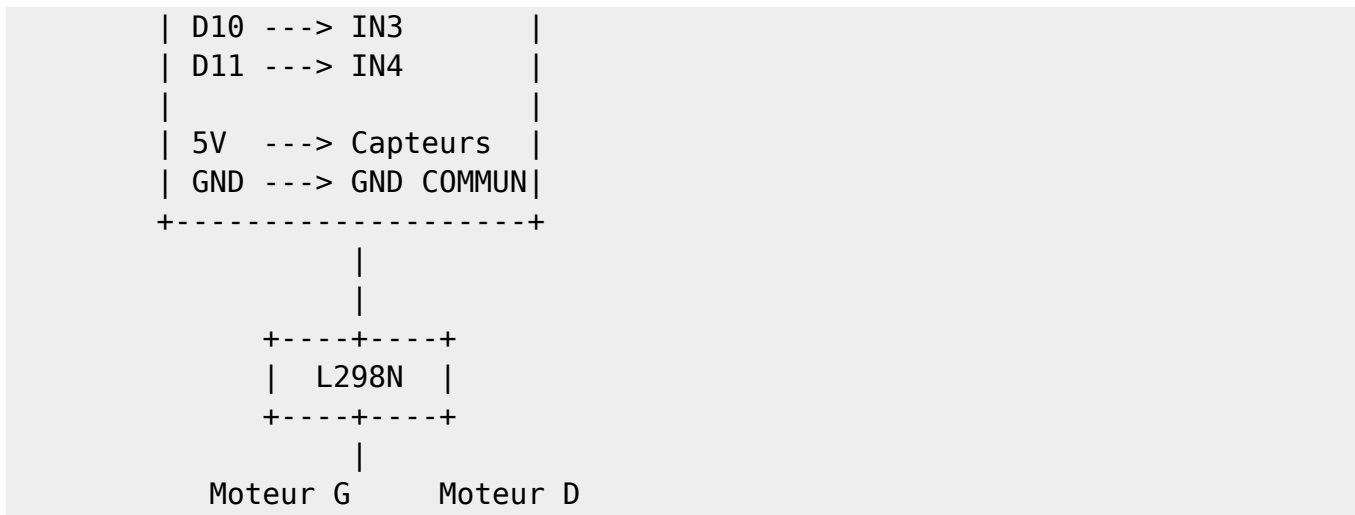 | D10 ---> IN3        |
| D11 ---> IN4        |
|                     |
| 5V  ---> Capteurs   |
| GND ---> GND COMMUN|
+--------------------+
|
|
+----+----+
|  L298N  |
+----+----+
|
Moteur G     Moteur D